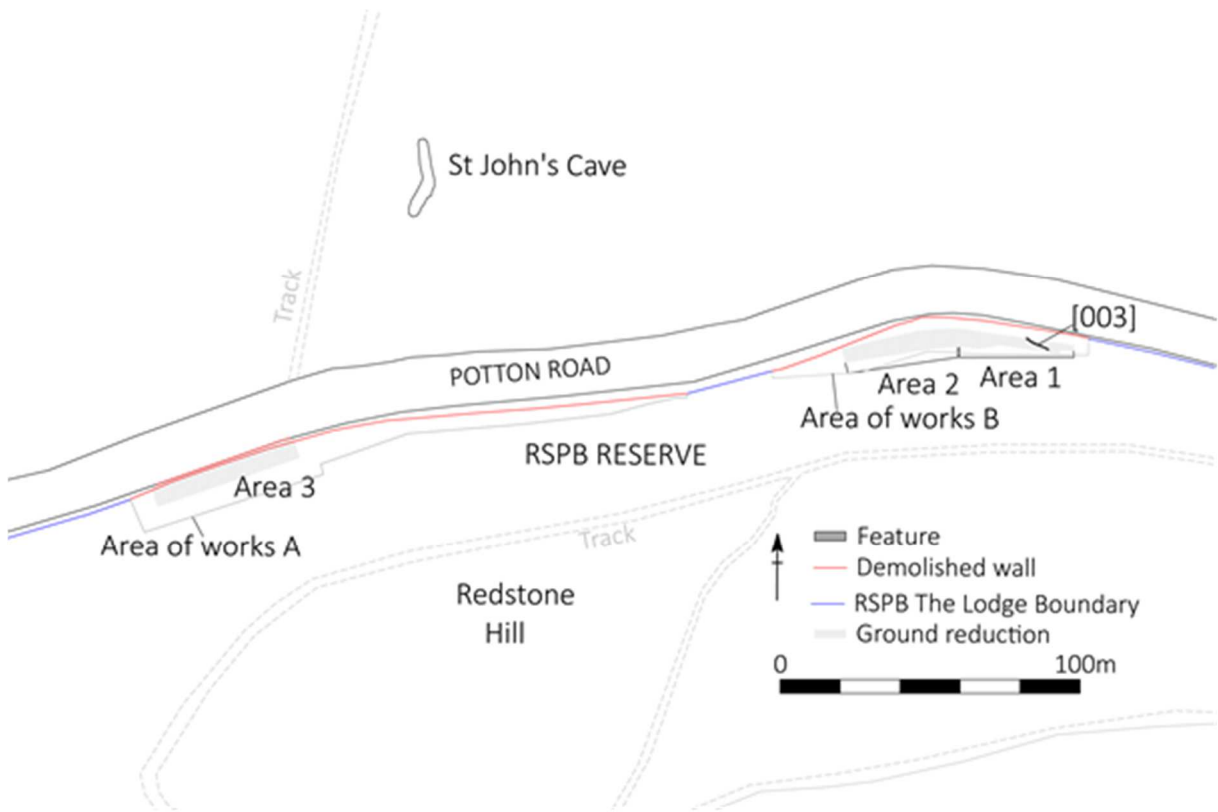 St John's Cave
Track
[003]
POTTON ROAD
Area 2
Area 1
Area of works B
RSPB RESERVE
Area 3
Area of works A
Track
Redstone
Hill
Feature
Demolished wall
RSPB The Lodge Boundary
Ground reduction
0
100m